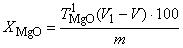 X_MgO = T^1_MgO (V_1 – V) · 100 / m